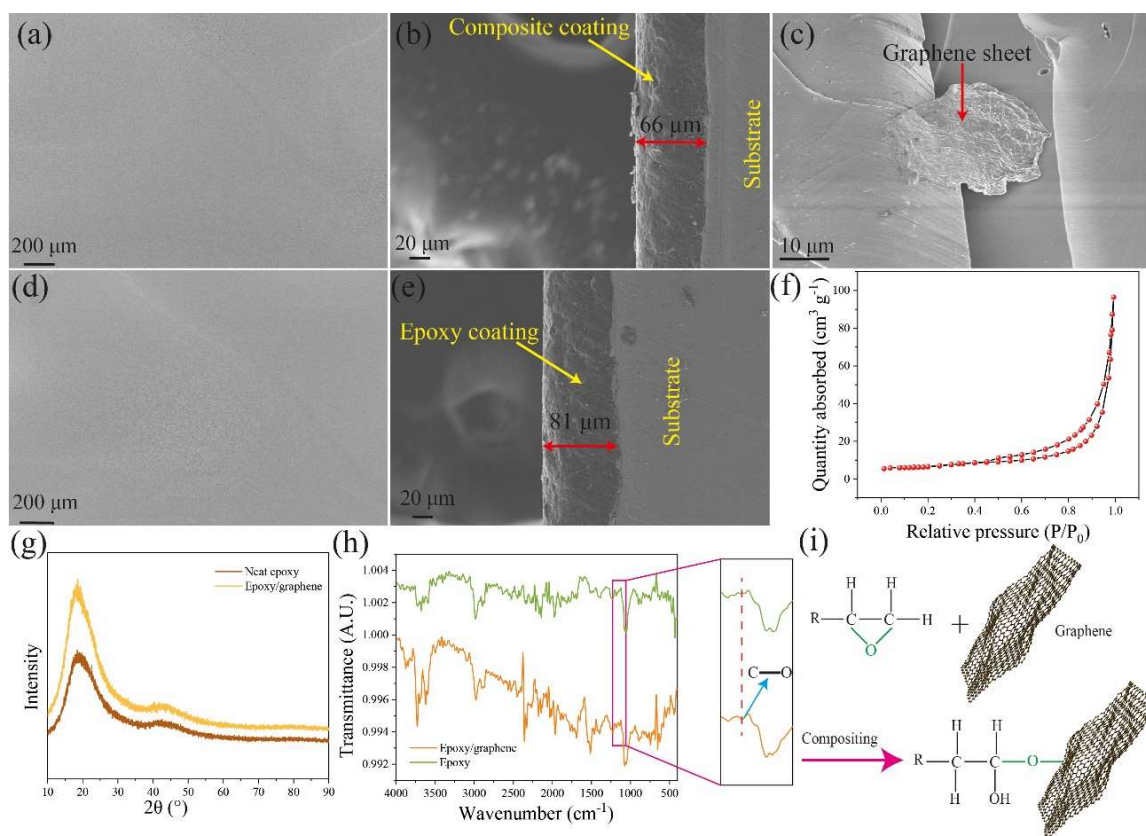 (a)
200 μm
(b)
Composite coating
66 μm
Substrate
20 μm
(c)
Graphene sheet
10 μm
(d)
200 μm
(e)
Epoxy coating
81 μm
Substrate
20 μm
(f)
Quantity absorbed (cm³ g⁻¹)
100
80
60
40
20
0
0.0 0.2 0.4 0.6 0.8 1.0
Relative pressure (P/P₀)
(g)
Neat epoxy
Epoxy/graphene
Intensity
10 20 30 40 50 60 70 80 90
2θ (°)
(h)
Transmittance (A.U.)
1.004
1.002
1.000
0.998
0.996
0.994
0.992
Epoxy/graphene
Epoxy
4000 3500 3000 2500 2000 1500 1000 500
Wavenumber (cm⁻¹)
C—O
(i)
H H
R—C—C—H
O
+
Graphene
Compositing
H H
R—C—C—O
H OH